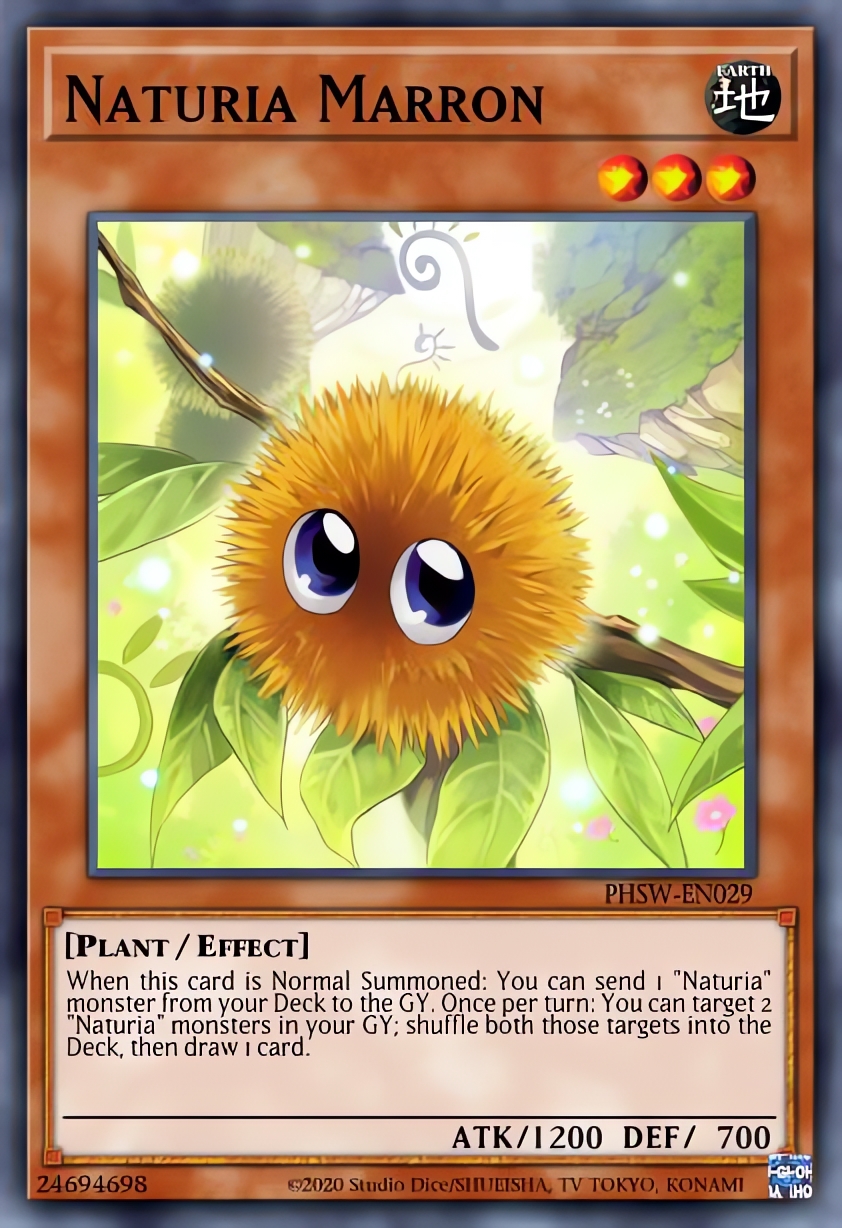 NATURIA MARRON
EARTH
地
PHSW-EN029
[PLANT / EFFECT]
When this card is Normal Summoned: You can send 1 "Naturia"
monster from your Deck to the GY. Once per turn: You can target 2
"Naturia" monsters in your GY; shuffle both those targets into the
Deck, then draw 1 card.
ATK/1200 DEF/ 700
24694698
©2020 Studio Dice/SHUEISHA, TV TOKYO, KONAMI